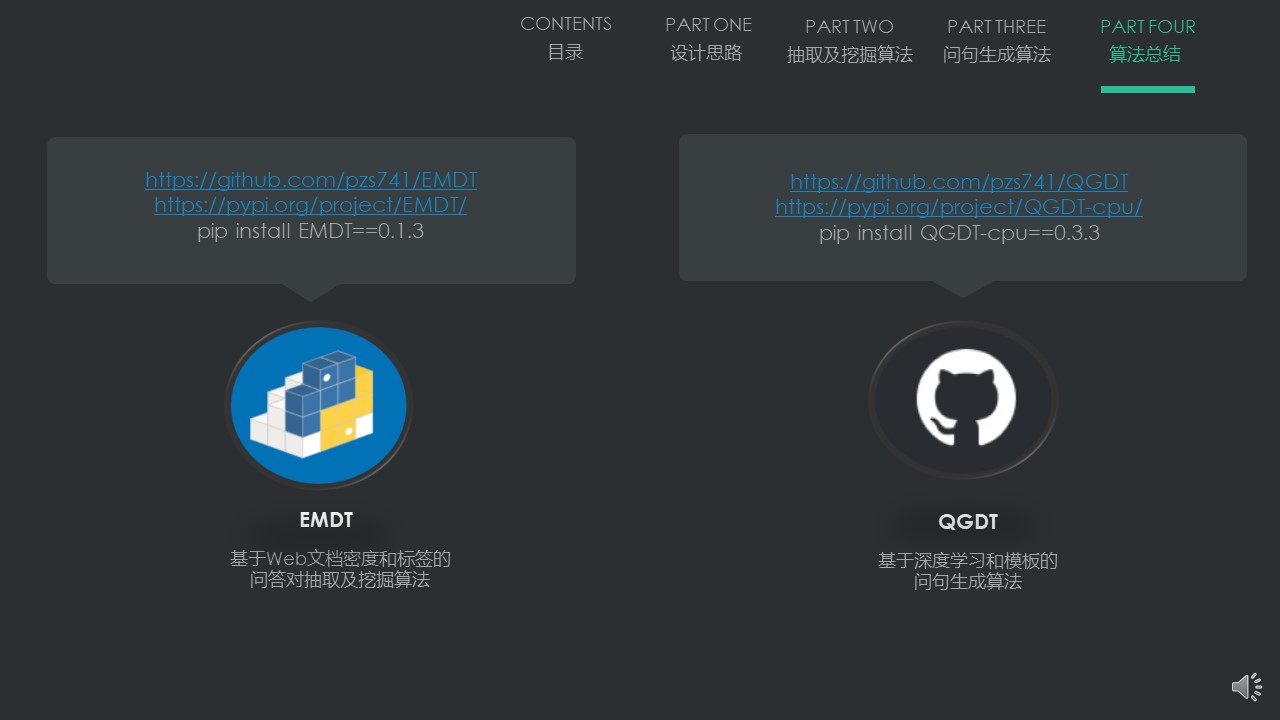 CONTENTS
目录
PART ONE
设计思路
PART TWO
抽取及挖掘算法
PART THREE
问句生成算法
PART FOUR
算法总结
https://github.com/pzs741/EMDT
https://pypi.org/project/EMDT/
pip install EMDT==0.1.3
https://github.com/pzs741/QGDT
https://pypi.org/project/QGDT-cpu/
pip install QGDT-cpu==0.3.3
EMDT
基于Web文档密度和标签的
问答对抽取及挖掘算法
QGDT
基于深度学习和模板的
问句生成算法